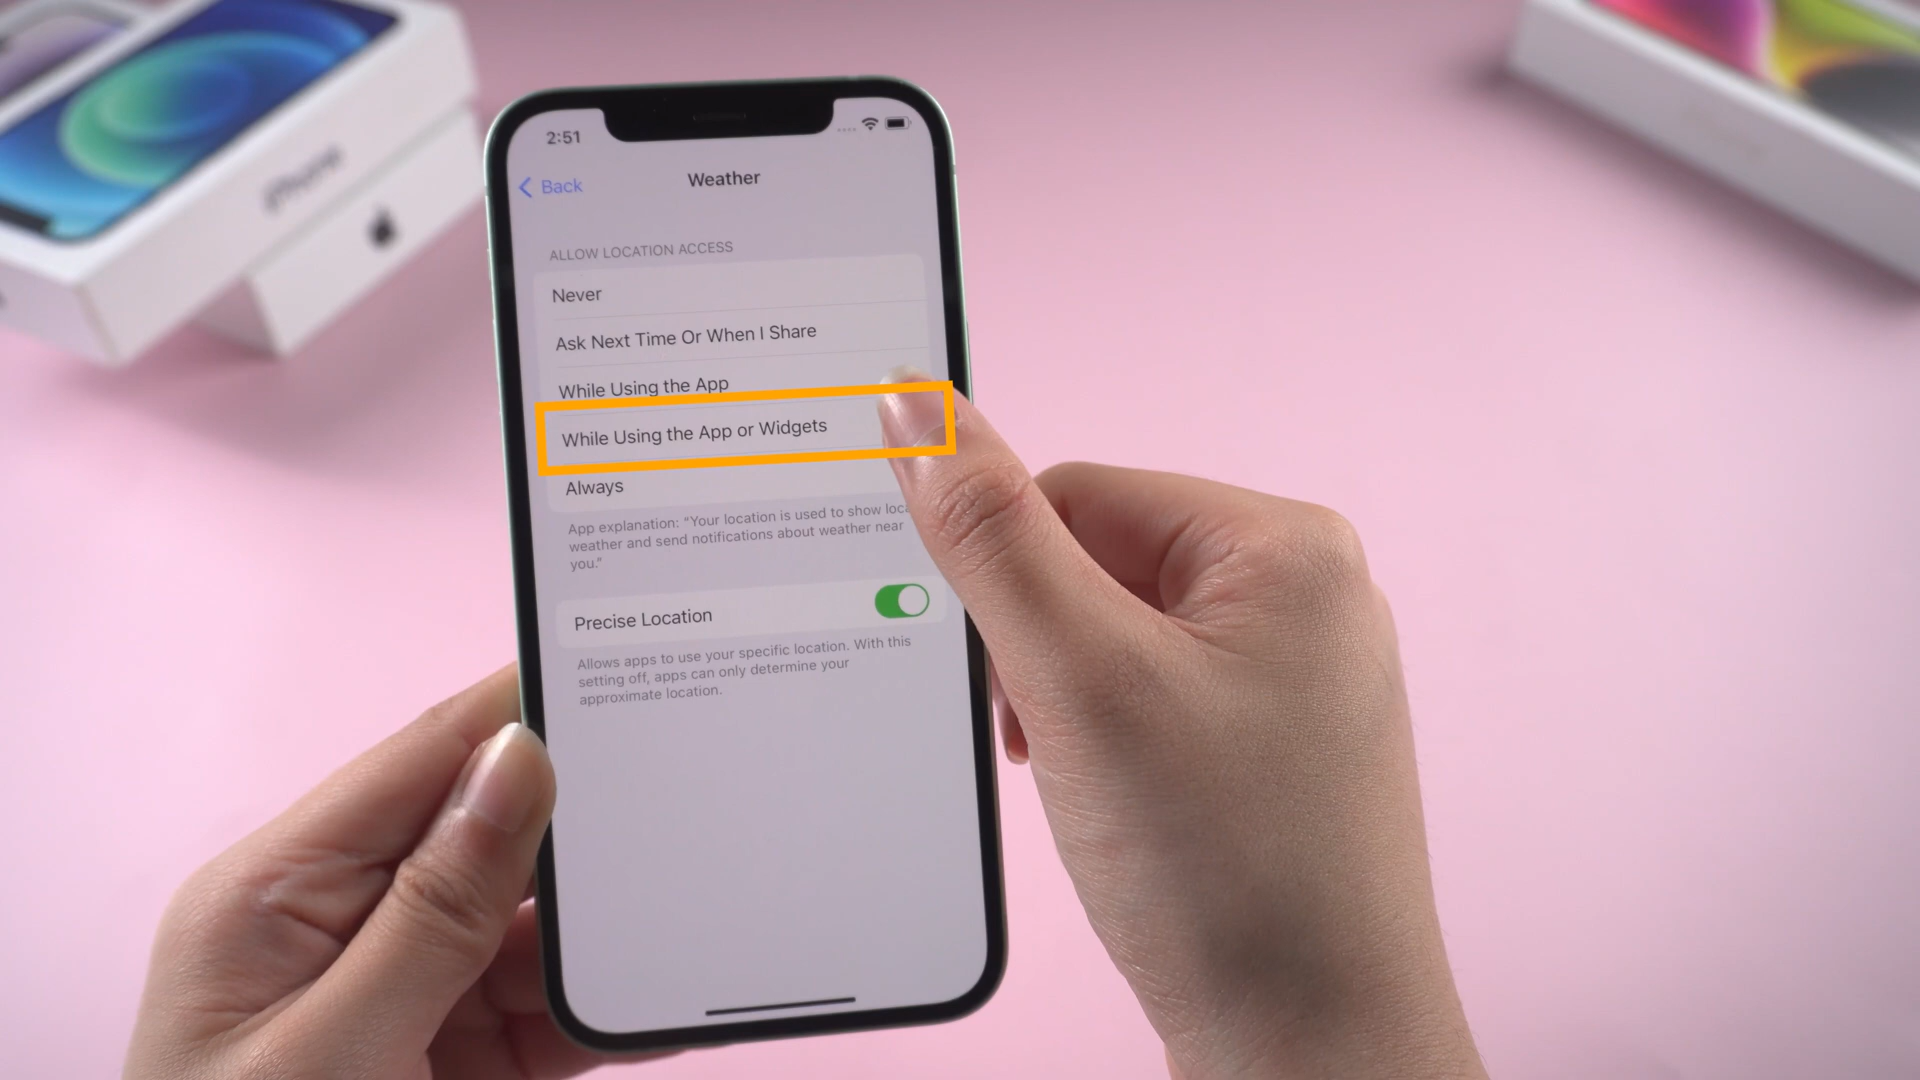 iPhone
2:51
Back
Weather
ALLOW LOCATION ACCESS
Never
Ask Next Time Or When I Share
While Using the App
While Using the App or Widgets
Always
App explanation: “Your location is used to show
weather and send notifications about weather near
you.”
Precise Location
Allows apps to use your specific location. With this
setting off, apps can only determine your
approximate location.